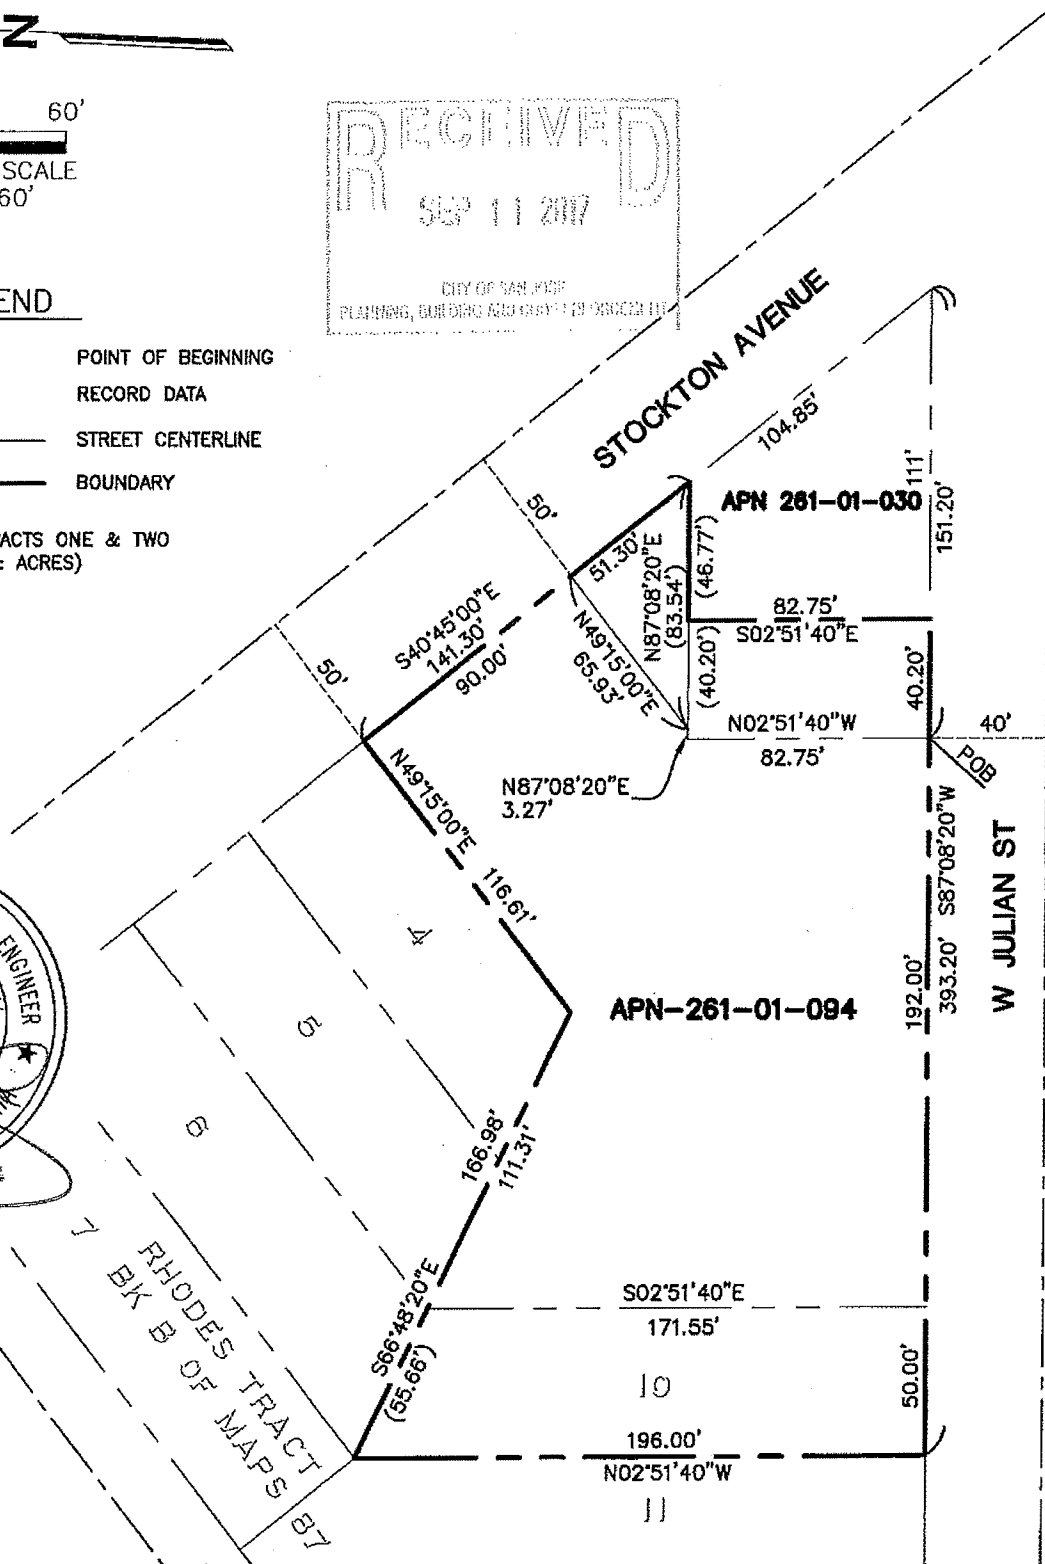 N
60'
SCALE
60'
RECEIVED
SEP 11 2017
CITY OF SAN JOSE
PLANNING, BUILDING AND
END
POINT OF BEGINNING
RECORD DATA
STREET CENTERLINE
BOUNDARY
ACTS ONE & TWO
ACRES)
STOCKTON AVENUE
104.85'
111'
151.20'
APN 261-01-030
50'
51.30'
N87°08'20"E
(83.54')
(46.77')
82.75'
S02°51'40"E
S40°45'00"E
141.30'
90.00'
50'
N49°15'00"E
65.93'
(40.20')
40.20'
N02°51'40"W
82.75'
40'
POB
N87°08'20"E
3.27'
N49°15'00"E
116.61'
S87°08'20"W
393.20'
192.00'
W JULIAN ST
4
5
6
7
ENGINEER
APN-261-01-094
166.98'
111.31'
S66°48'20"E
(55.66')
S02°51'40"E
171.55'
10
50.00'
196.00'
N02°51'40"W
11
RHODES TRACT
BK B OF MAPS 87